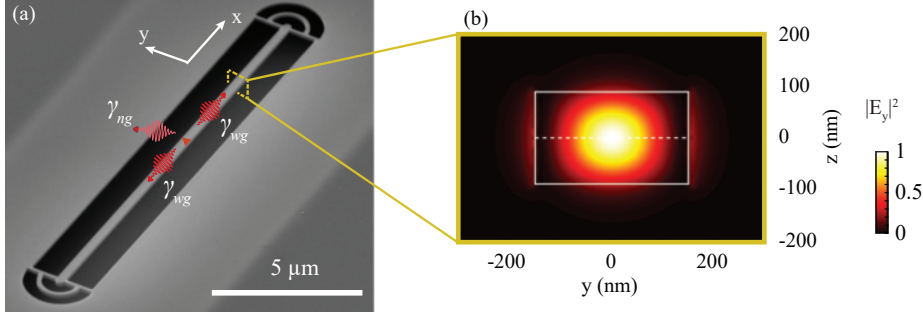 (a)
x
y
γng
γwg
γwg
5 μm
(b)
200
100
0
-100
-200
z (nm)
-200
0
200
y (nm)
|Ey|²
1
0.5
0